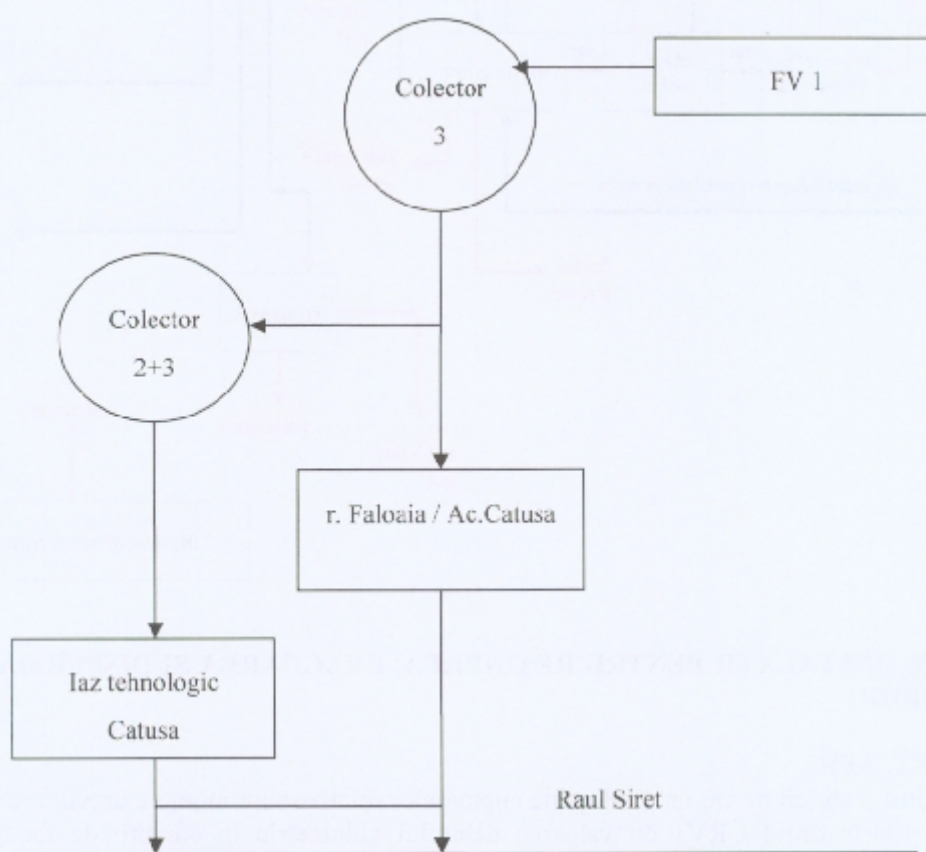 Colector
3
FV 1
Colector
2+3
r. Faloaia / Ac.Catusa
Iaz tehnologic
Catusa
Raul Siret